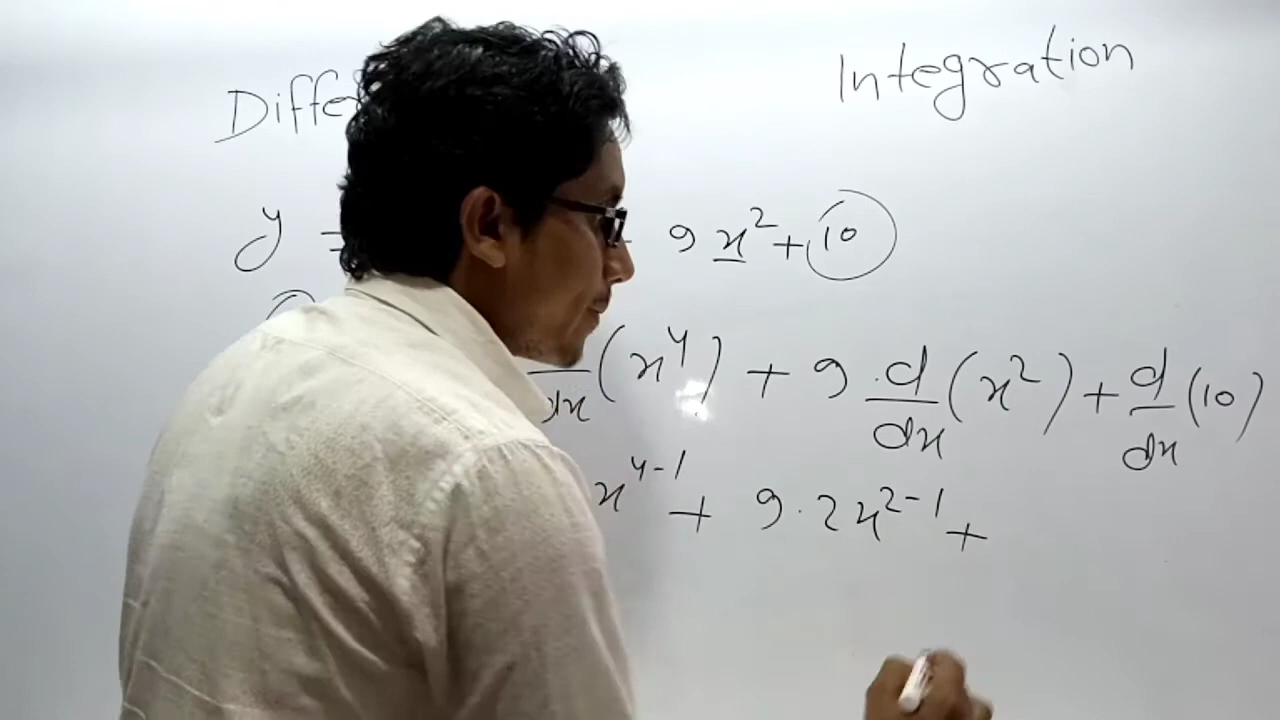 Diffe Integration
y = 9x² + 10
dx (x⁴) + 9 . d/dx (x²) + d/dx (10)
x⁴⁻¹ + 9 . 2x²⁻¹ +